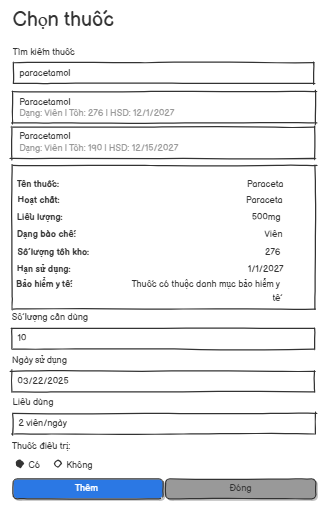 Chọn thuốc
Tìm kiếm thuốc
paracetamol
Paracetamol
Dạng: Viên | Tồn: 276 | HSD: 12/1/2027
Paracetamol
Dạng: Viên | Tồn: 190 | HSD: 12/15/2027
Tên thuốc: Paraceta
Hoạt chất: Paraceta
Liều lượng: 500mg
Dạng bào chế: Viên
Số lượng tồn kho: 276
Hạn sử dụng: 1/1/2027
Bảo hiểm y tế: Thuốc có thuộc danh mục bảo hiểm y
tế
Số lượng cần dùng
10
Ngày sử dụng
03/22/2025
Liều dùng
2 viên/ngày
Thuốc điều trị:
Có Không
Thêm Đóng